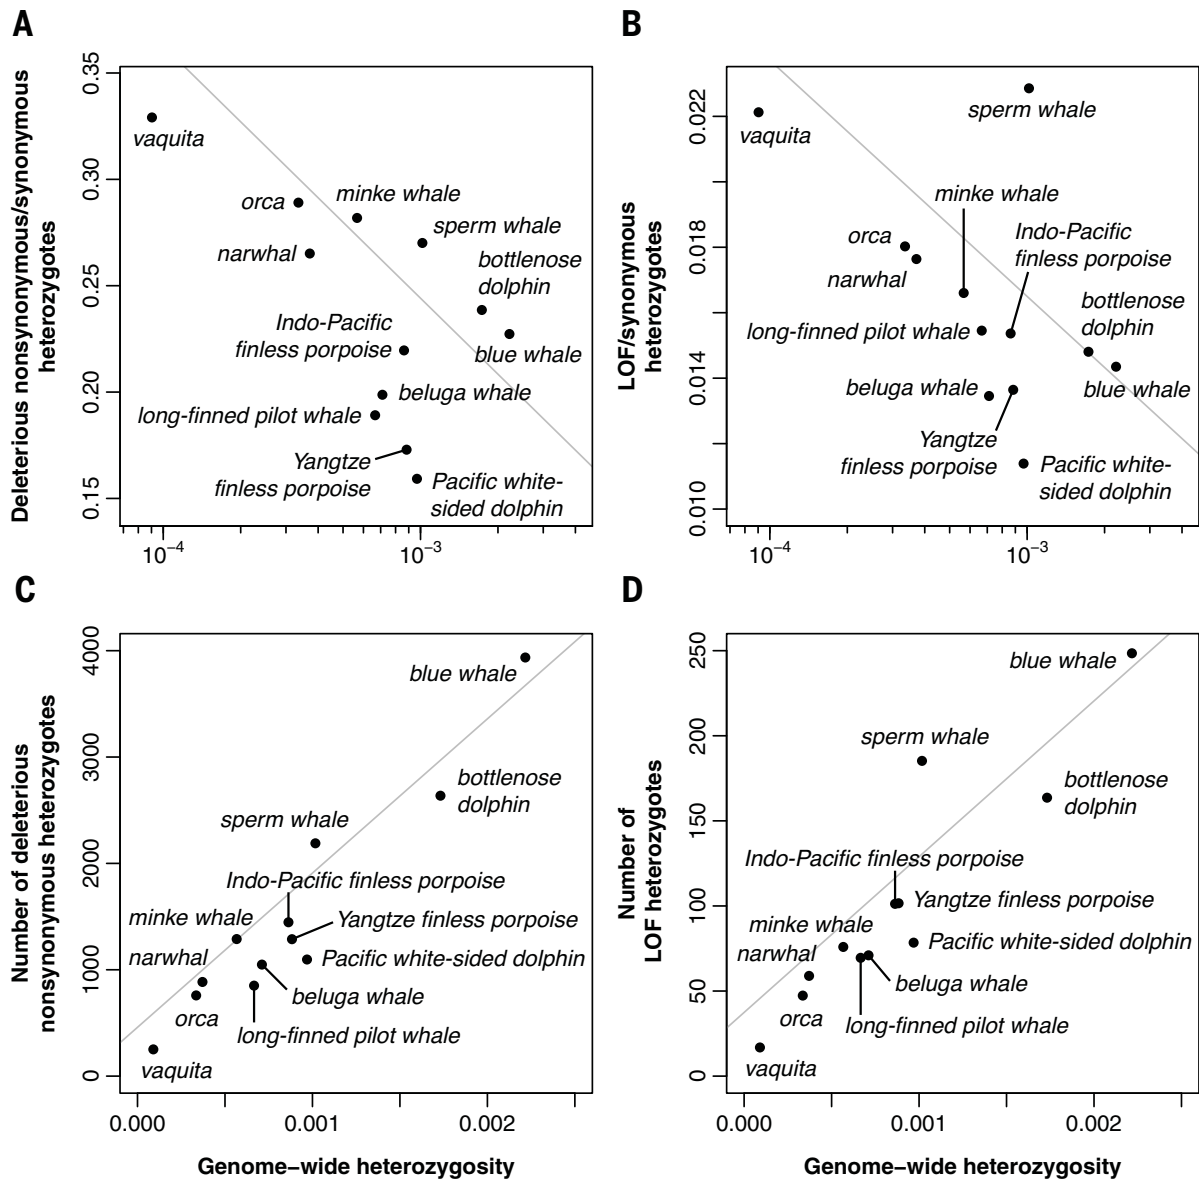 A
Deleterious nonsynonymous/synonymous
heterozygotes
0.35
0.30
0.25
0.20
0.15
vaquita
orca
minke whale
narwhal
sperm whale
bottlenose
dolphin
Indo-Pacific
finless porpoise
blue whale
beluga whale
long-finned pilot whale
Yangtze
finless porpoise
Pacific white-
sided dolphin
10⁻⁴
10⁻³
B
LOF/synonymous
heterozygotes
0.022
0.018
0.014
0.010
vaquita
sperm whale
minke whale
orca
narwhal
Indo-Pacific
finless porpoise
bottlenose
dolphin
long-finned pilot whale
beluga whale
blue whale
Yangtze
finless porpoise
Pacific white-
sided dolphin
10⁻⁴
10⁻³
C
Number of deleterious
nonsynonymous heterozygotes
4000
3000
2000
1000
0
blue whale
bottlenose
dolphin
sperm whale
Indo-Pacific finless porpoise
minke whale
Yangtze finless porpoise
narwhal
Pacific white-sided dolphin
beluga whale
orca
long-finned pilot whale
vaquita
0.000
0.001
0.002
Genome–wide heterozygosity
D
Number of
LOF heterozygotes
250
200
150
100
50
0
blue whale
sperm whale
bottlenose
dolphin
Indo-Pacific finless porpoise
Yangtze finless porpoise
minke whale
Pacific white-sided dolphin
narwhal
beluga whale
orca
long-finned pilot whale
vaquita
0.000
0.001
0.002
Genome–wide heterozygosity